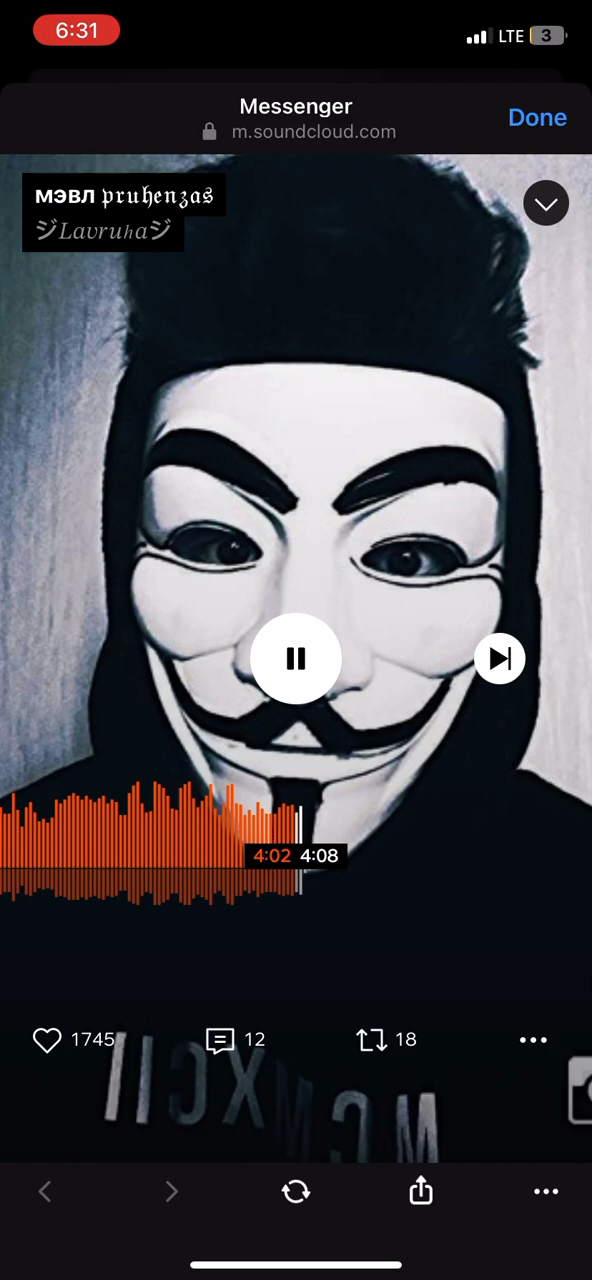 6:31
LTE 3
Messenger
m.soundcloud.com
Done
мэвл 𝔭𝔯𝔲𝔥𝔢𝔫𝔷𝔞𝔰
ジ𝐿𝑎𝑣𝑟𝑢ℎ𝑎ジ
4:02 4:08
1745
12
18